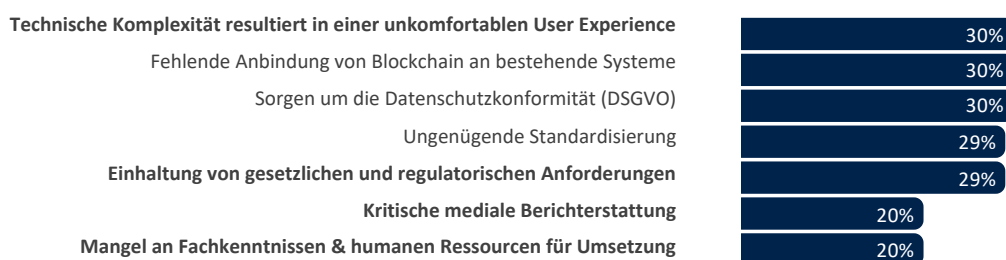 Technische Komplexität resultiert in einer unkomfortablen User Experience 30%
Fehlende Anbindung von Blockchain an bestehende Systeme 30%
Sorgen um die Datenschutzkonformität (DSGVO) 30%
Ungenügende Standardisierung 29%
Einhaltung von gesetzlichen und regulatorischen Anforderungen 29%
Kritische mediale Berichterstattung 20%
Mangel an Fachkenntnissen & humanen Ressourcen für Umsetzung 20%